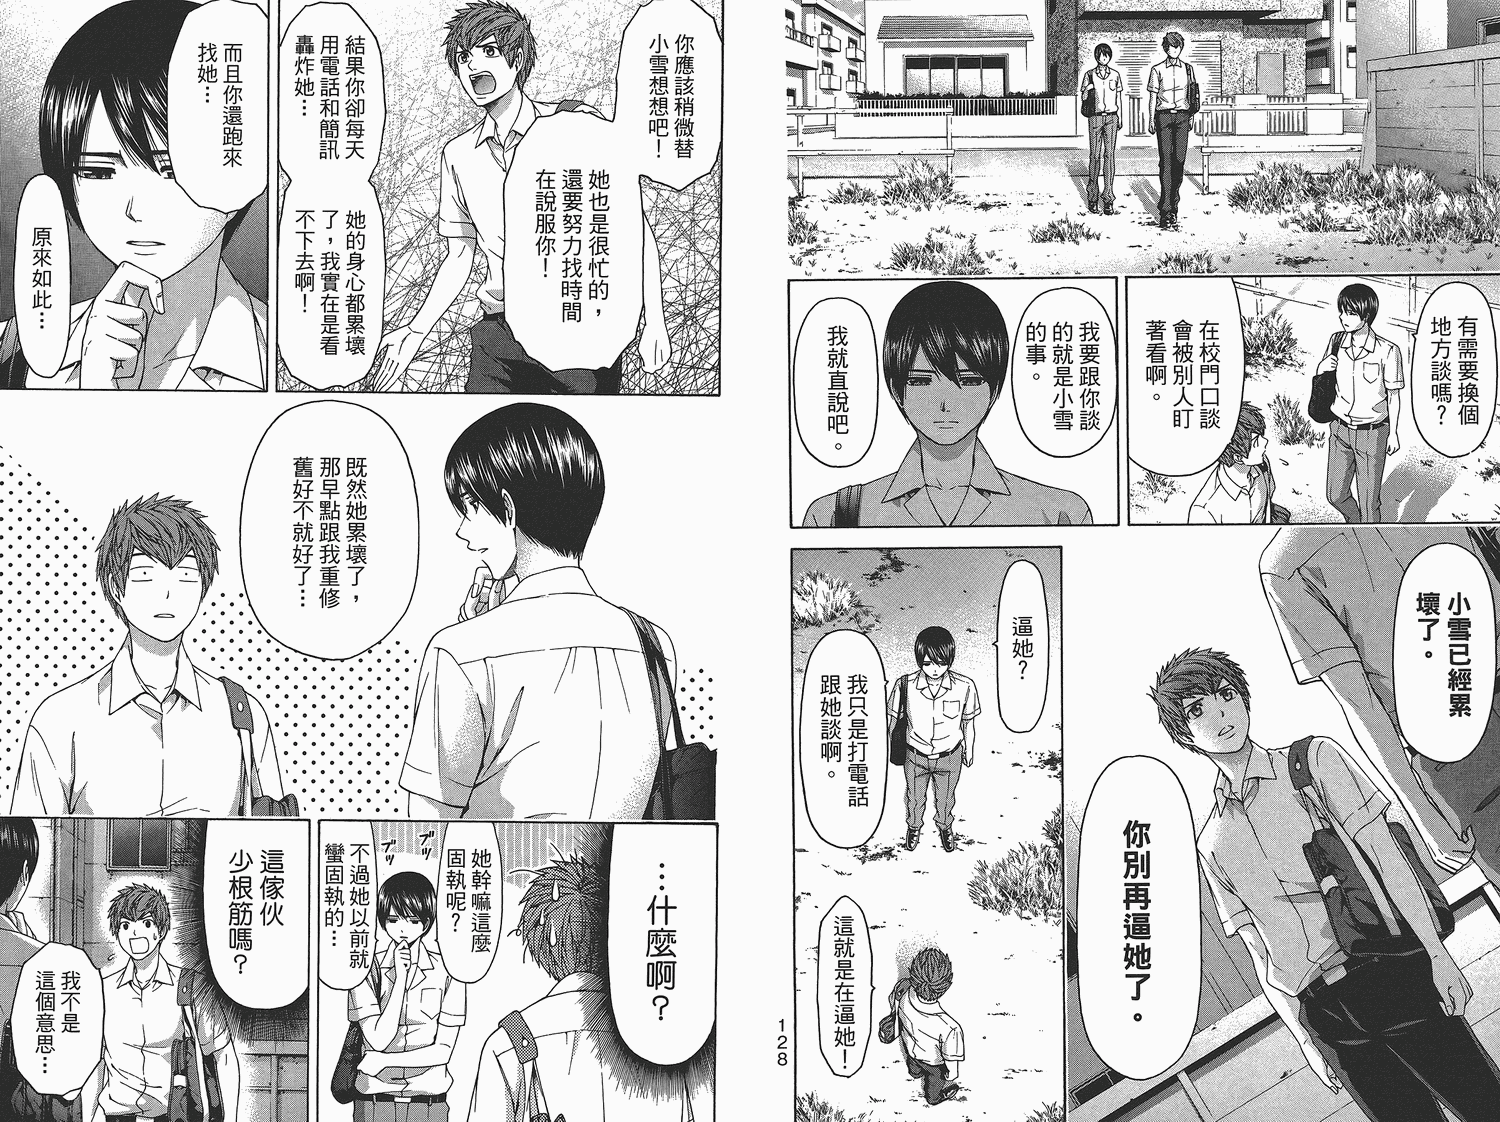 有需要換個
地方談嗎？
在校門口談
會被別人盯
著看啊。
我要跟你談
的就是小雪
的事。
我就直說吧。
小雪已經累
壞了。
你別再逼她了。
逼她？
我只是打電話
跟她談啊。
這就是在逼她！
128
你應該稍微替
小雪想想吧！
她也是很忙的，
還要努力找時間
在說服你！
結果你卻每天
用電話和簡訊
轟炸她…
她的身心都累壞
了，我實在是看
不下去啊！
而且你還跑來
找她…
原來如此…
既然她累壞了，
那早點跟我重修
舊好不就好了…
…什麼啊？
她幹嘛這麼
固執呢？
ブツ
ブツ
不過她以前就
蠻固執的…
這傢伙
少根筋嗎？
我不是
這個意思…